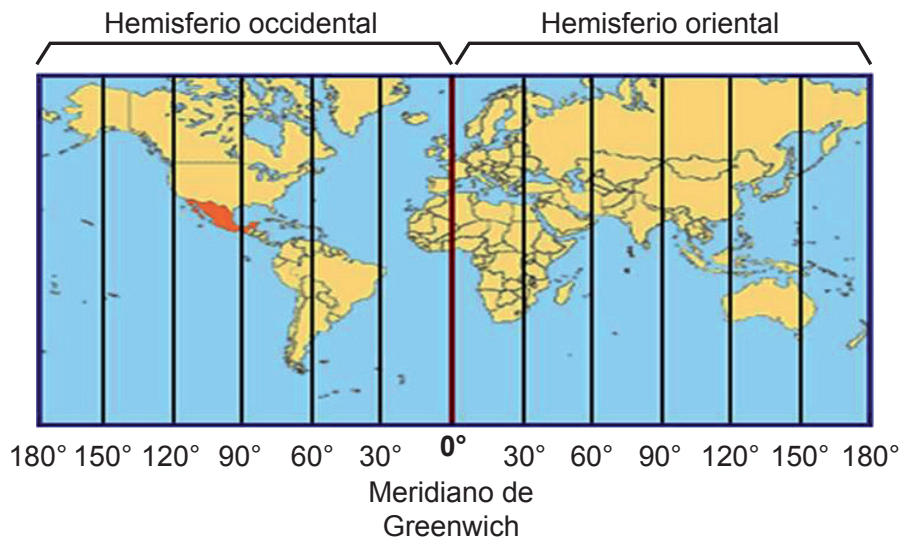 Hemisferio occidental Hemisferio oriental
180° 150° 120° 90° 60° 30° 0° 30° 60° 90° 120° 150° 180°
Meridiano de
Greenwich